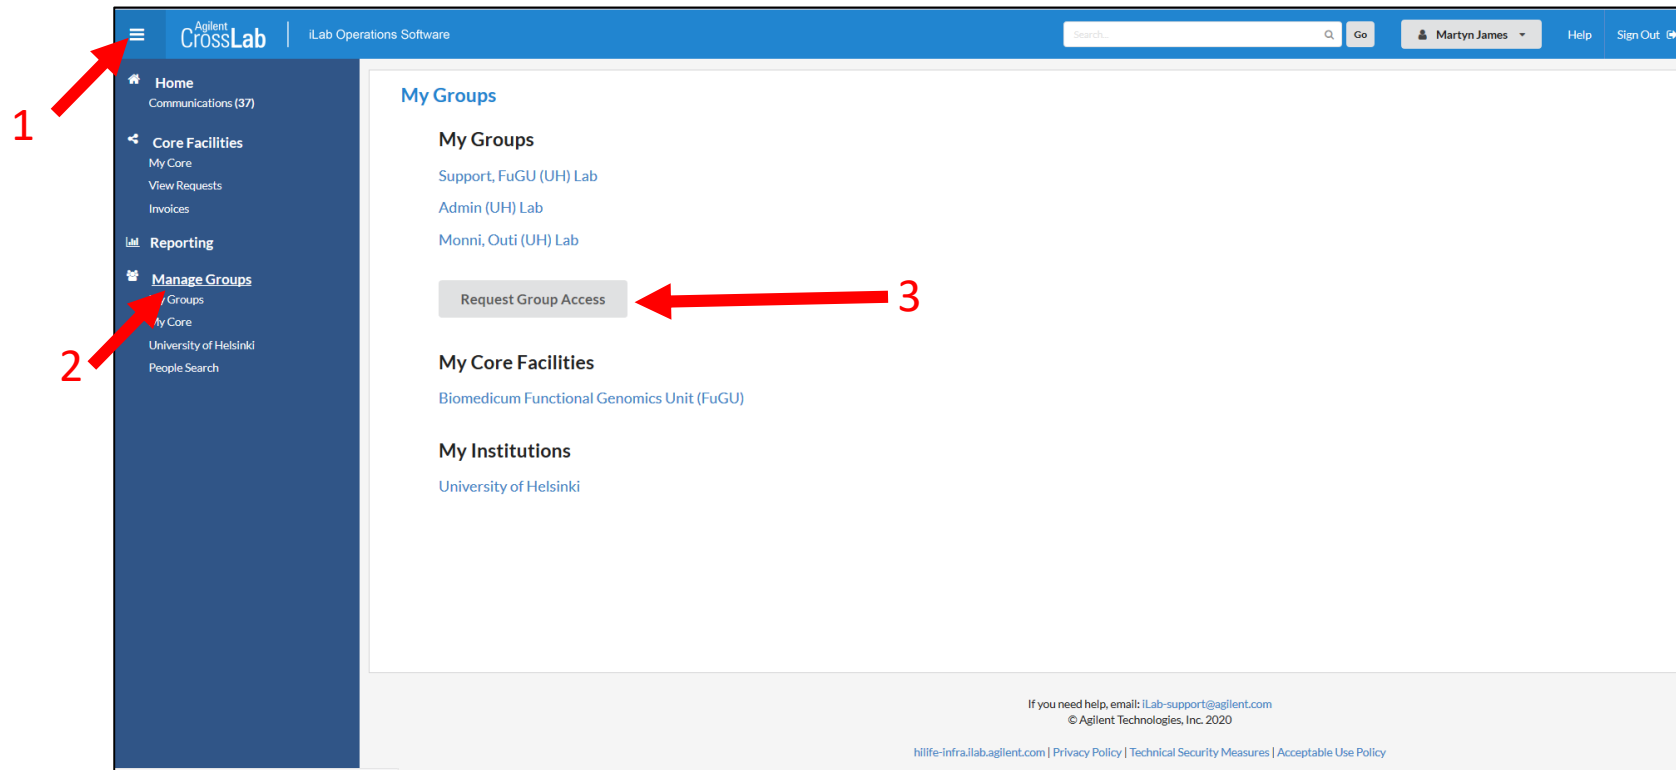 Agilent
CrossLab
iLab Operations Software
Search...
Go
Martyn James
Help
Sign Out
1
Home
Communications (37)
Core Facilities
My Core
View Requests
Invoices
Reporting
Manage Groups
My Groups
My Core
University of Helsinki
People Search
2
My Groups
My Groups
Support, FuGU (UH) Lab
Admin (UH) Lab
Monni, Outi (UH) Lab
Request Group Access
3
My Core Facilities
Biomedicum Functional Genomics Unit (FuGU)
My Institutions
University of Helsinki
If you need help, email: iLab-support@agilent.com
© Agilent Technologies, Inc. 2020
hilife-infra.ilab.agilent.com | Privacy Policy | Technical Security Measures | Acceptable Use Policy